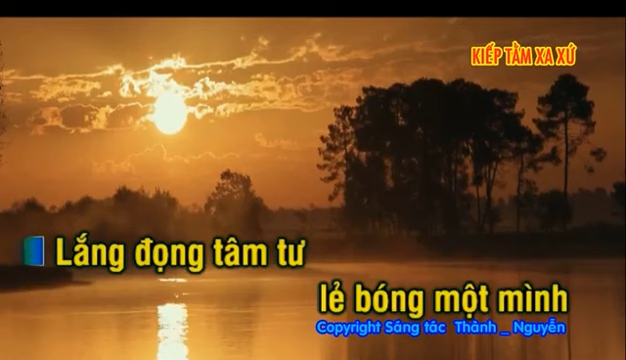 KIẾP TẰM XA XỨ
Lắng đọng tâm tư
lẻ bóng một mình
Copyright Sáng tác Thành _ Nguyễn